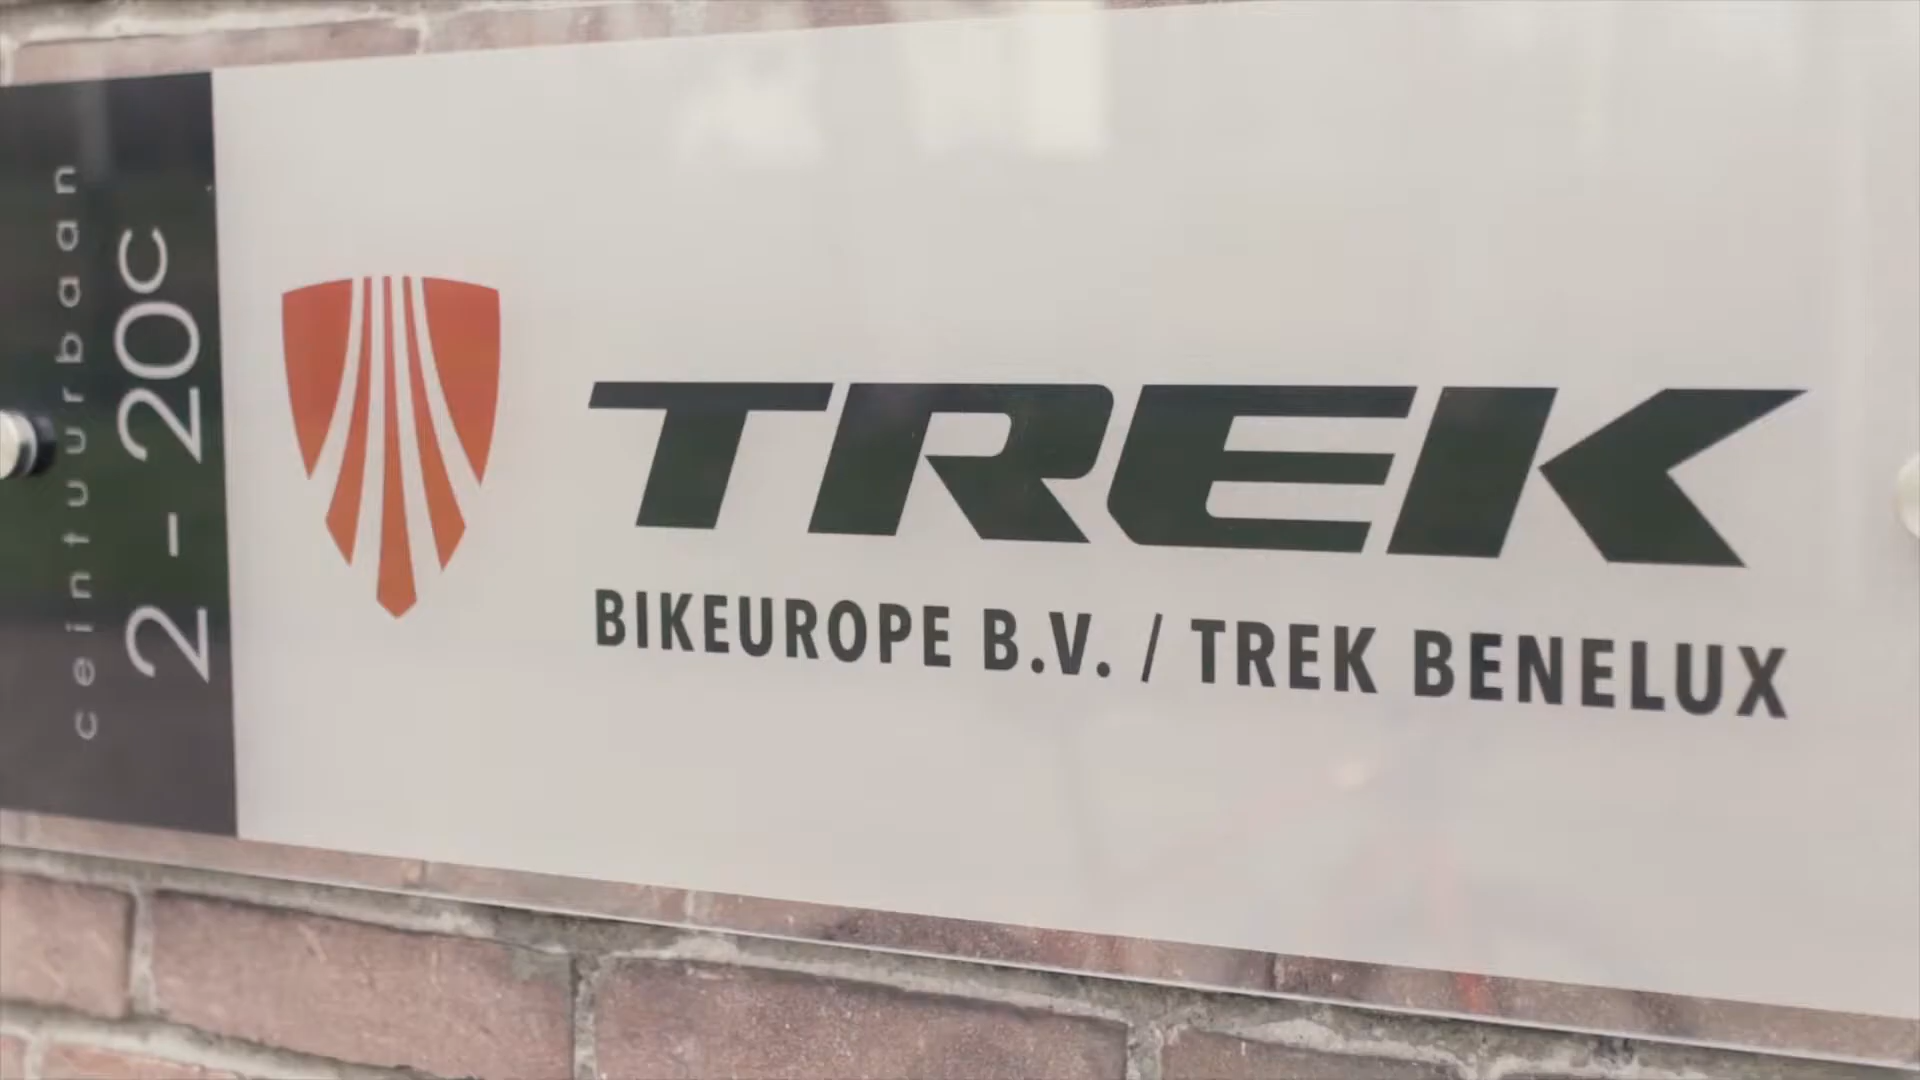 ceintuurbaan
2 - 20c
TREK
BIKEUROPE B.V. / TREK BENELUX